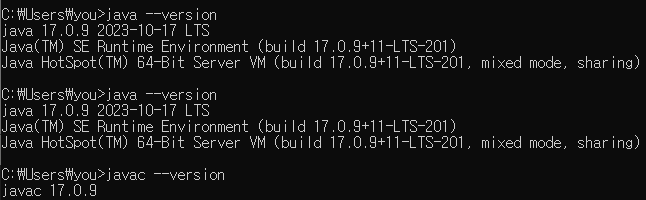 C:₩Users₩you>java --version
java 17.0.9 2023-10-17 LTS
Java(TM) SE Runtime Environment (build 17.0.9+11-LTS-201)
Java HotSpot(TM) 64-Bit Server VM (build 17.0.9+11-LTS-201, mixed mode, sharing)
C:₩Users₩you>java --version
java 17.0.9 2023-10-17 LTS
Java(TM) SE Runtime Environment (build 17.0.9+11-LTS-201)
Java HotSpot(TM) 64-Bit Server VM (build 17.0.9+11-LTS-201, mixed mode, sharing)
C:₩Users₩you>javac --version
javac 17.0.9